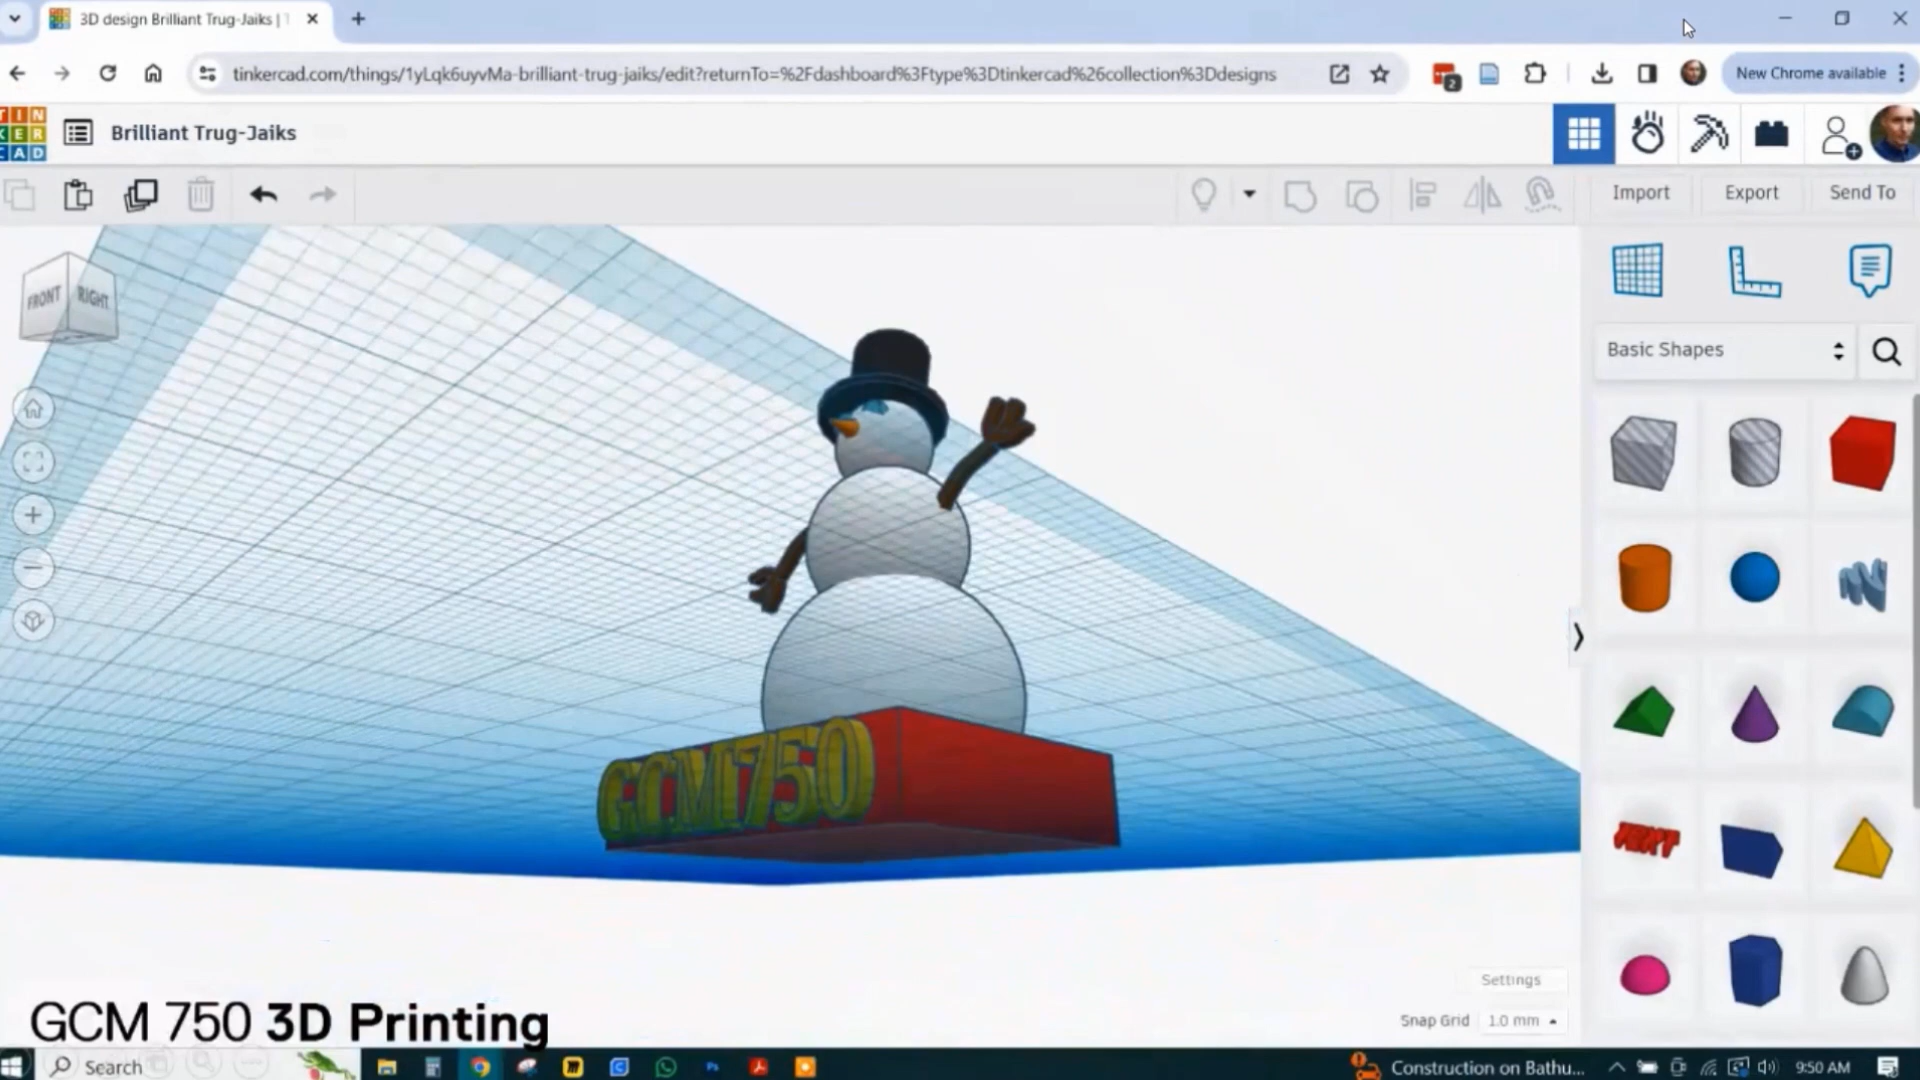 3D design Brilliant Trug-Jaiks |
tinkercad.com/things/1yLqk6uyvMa-brilliant-trug-jaiks/edit?returnTo=%2Fdashboard%3Ftype%3Dtinkercad%26collection%3Ddesigns
2
New Chrome available
TIN
KER
CAD
Brilliant Trug-Jaiks
Import
Export
Send To
FRONT
RIGHT
Basic Shapes
GCM750
TEXT
Settings
Snap Grid
1.0 mm
GCM 750 3D Printing
Search
Construction on Bathu...
9:50 AM